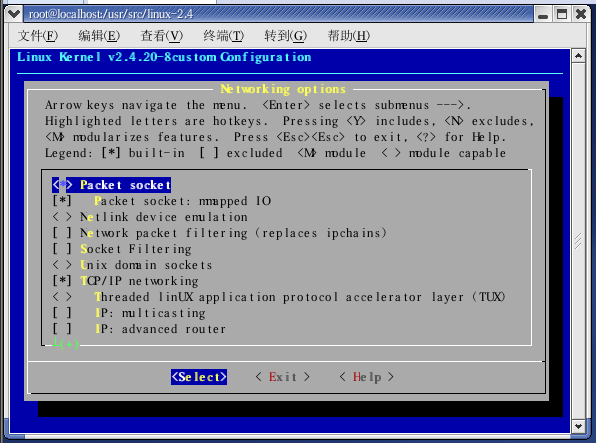 root@localhost:/usr/src/linux-2.4
文件(F) 编辑(E) 查看(V) 终端(T) 转到(G) 帮助(H)
Linux Kernel v2.4.20-8custom Configuration
Networking options
Arrow keys navigate the menu. <Enter> selects submenus --->.
Highlighted letters are hotkeys. Pressing <Y> includes, <N> excludes,
<M> modularizes features. Press <Esc><Esc> to exit, <?> for Help.
Legend: [*] built-in [ ] excluded <M> module < > module capable
< > Packet socket
[*] Packet socket: mmapped IO
< > Netlink device emulation
[ ] Network packet filtering (replaces ipchains)
[ ] Socket Filtering
< > Unix domain sockets
[*] TCP/IP networking
< > Threaded linUX application protocol accelerator layer (TUX)
[ ] IP: multicasting
[ ] IP: advanced router
(+)
<Select> < Exit > < Help >